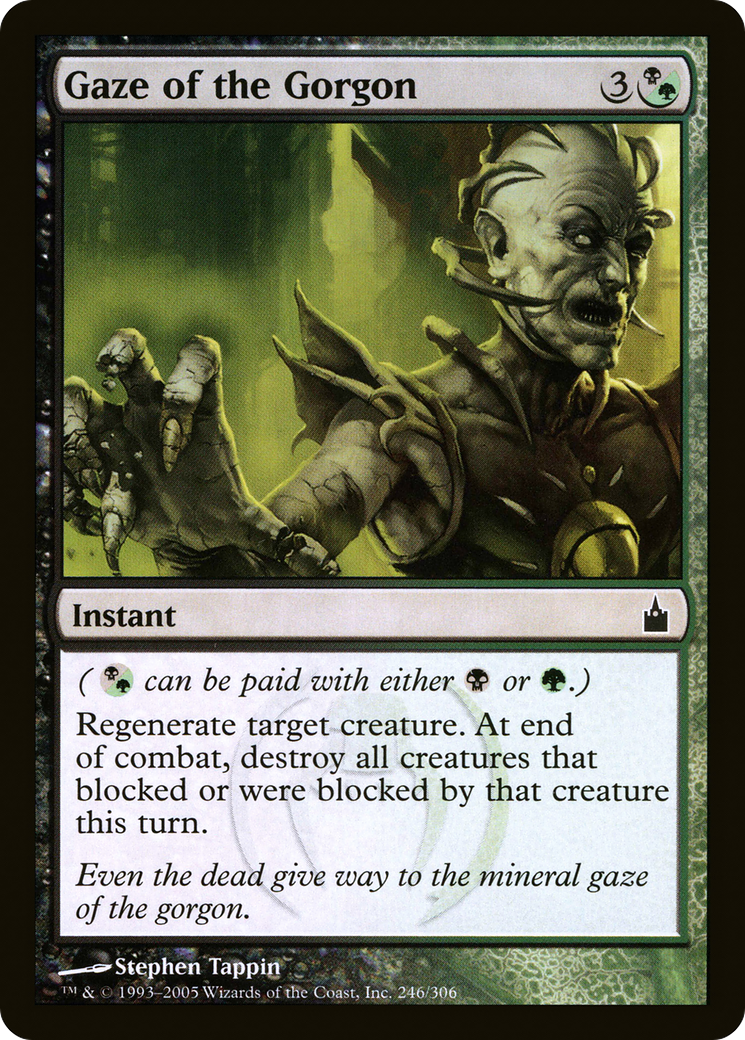 Gaze of the Gorgon 3
Instant
( can be paid with either or .)
Regenerate target creature. At end
of combat, destroy all creatures that
blocked or were blocked by that creature
this turn.
Even the dead give way to the mineral gaze
of the gorgon.
Stephen Tappin
™ & © 1993–2005 Wizards of the Coast, Inc. 246/306